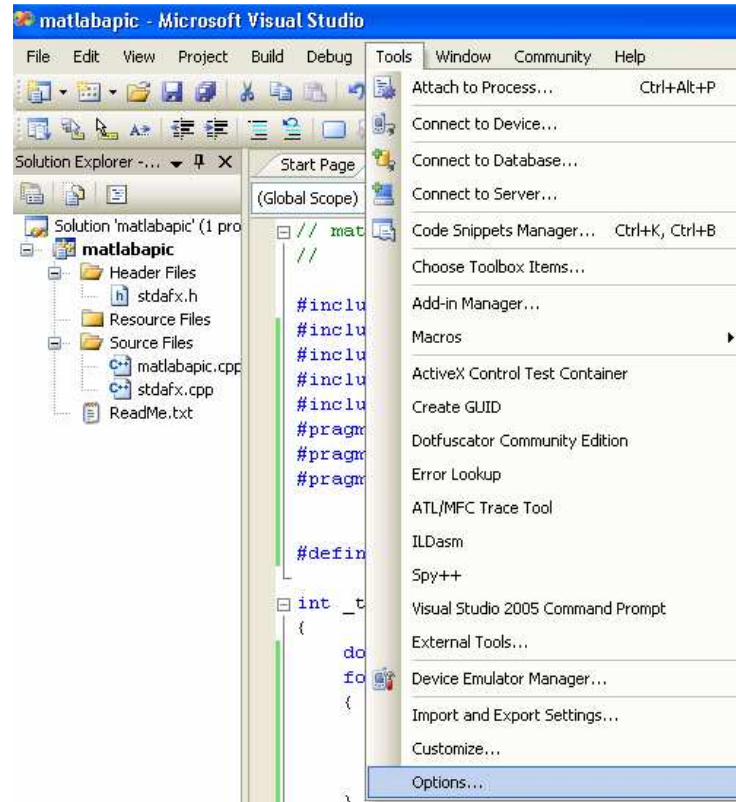 matlabapic - Microsoft Visual Studio
File Edit View Project Build Debug Tools Window Community Help
Solution Explorer -...
Start Page
(Global Scope)
Solution 'matlabapic' (1 pro
matlabapic
Header Files
stdafx.h
Resource Files
Source Files
matlabapic.cpp
stdafx.cpp
ReadMe.txt
// mat
//
#inclu
#inclu
#inclu
#inclu
#inclu
#pragm
#pragm
#pragm
#defin
int _t
{
do
fo
{
}
Attach to Process... Ctrl+Alt+P
Connect to Device...
Connect to Database...
Connect to Server...
Code Snippets Manager... Ctrl+K, Ctrl+B
Choose Toolbox Items...
Add-in Manager...
Macros
ActiveX Control Test Container
Create GUID
Dotfuscator Community Edition
Error Lookup
ATL/MFC Trace Tool
ILDasm
Spy++
Visual Studio 2005 Command Prompt
External Tools...
Device Emulator Manager...
Import and Export Settings...
Customize...
Options...